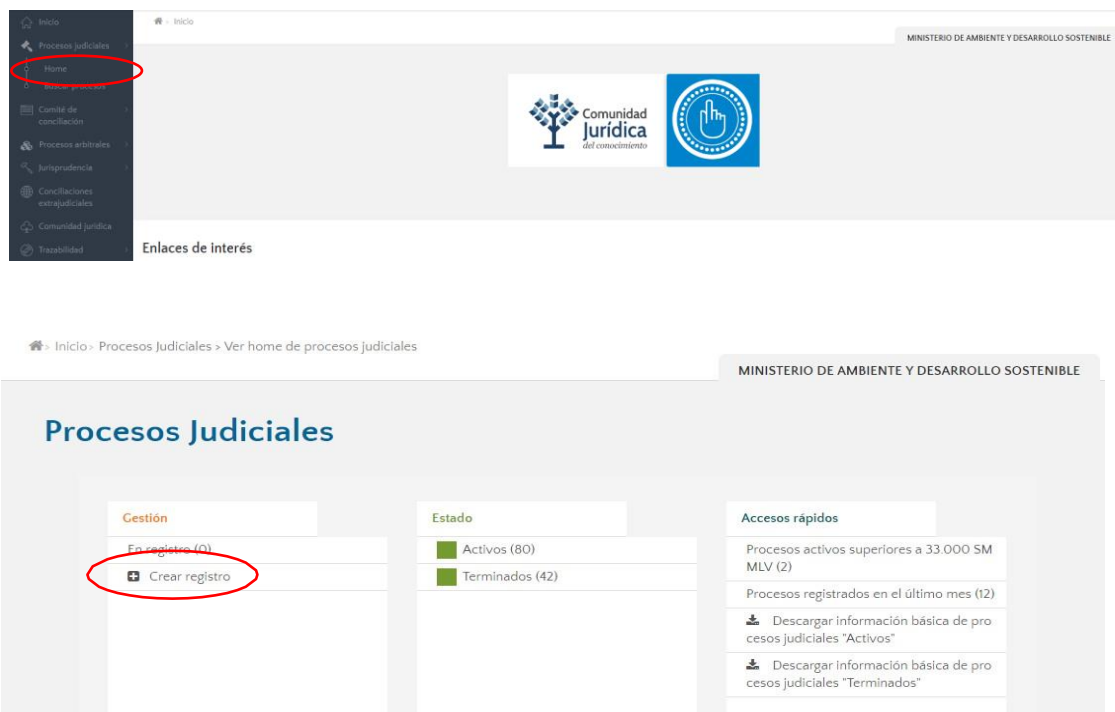 Inicio
Procesos judiciales
Home
Buscar procesos
Comité de
conciliación
Procesos arbitrales
Jurisprudencia
Conciliaciones
extrajudiciales
Comunidad jurídica
Trazabilidad
> Inicio
MINISTERIO DE AMBIENTE Y DESARROLLO SOSTENIBLE
Comunidad
Jurídica
del conocimiento
Enlaces de interés
> Inicio > Procesos Judiciales > Ver home de procesos judiciales
MINISTERIO DE AMBIENTE Y DESARROLLO SOSTENIBLE
Procesos Judiciales
Gestión
En registro (0)
Crear registro
Estado
Activos (80)
Terminados (42)
Accesos rápidos
Procesos activos superiores a 33.000 SM
MLV (2)
Procesos registrados en el último mes (12)
Descargar información básica de pro
cesos judiciales "Activos"
Descargar información básica de pro
cesos judiciales "Terminados"